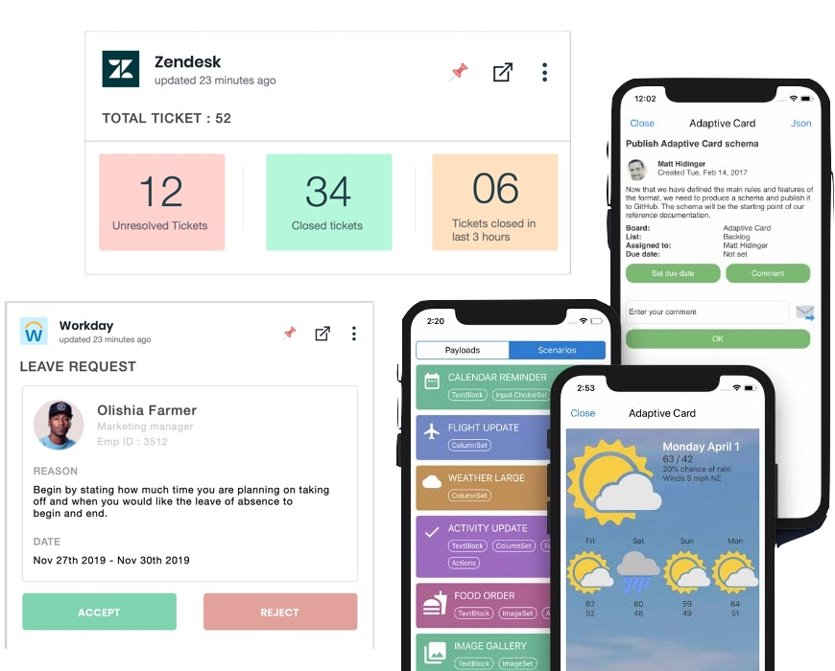 Zendesk
updated 23 minutes ago
TOTAL TICKET : 52
12
Unresolved Tickets
34
Closed tickets
06
Tickets closed in
last 3 hours
Workday
updated 23 minutes ago
LEAVE REQUEST
Olishia Farmer
Marketing manager
Emp ID : 3512
REASON
Begin by stating how much time you are planning on taking
off and when you would like the leave of absence to
begin and end.
DATE
Nov 27th 2019 - Nov 30th 2019
ACCEPT
REJECT
12:02
Close
Adaptive Card
Json
Publish Adaptive Card schema
Matt Hidinger
Created Tue, Feb 14, 2017
Now that we have defined the main rules and features of
the format, we need to produce a schema and publish it
to GitHub. The schema will be the starting point of our
reference documentation.
Board: Adaptive Card
List: Backlog
Assigned to: Matt Hidinger
Due date: Not set
Set due date
Comment
Enter your comment
OK
2:20
Payloads
Scenarios
CALENDAR REMINDER
TextBlock Input.ChoiceSet
FLIGHT UPDATE
ColumnSet
WEATHER LARGE
ColumnSet
ACTIVITY UPDATE
TextBlock ColumnSet
Actions
FOOD ORDER
TextBlock ImageSet
IMAGE GALLERY
TextBlock ImageSet
2:53
Close
Adaptive Card
Monday April 1
63 / 42
20% chance of rain
Winds 5 mph NE
Fri Sat Sun Mon
62 60 59 64
52 48 49 51